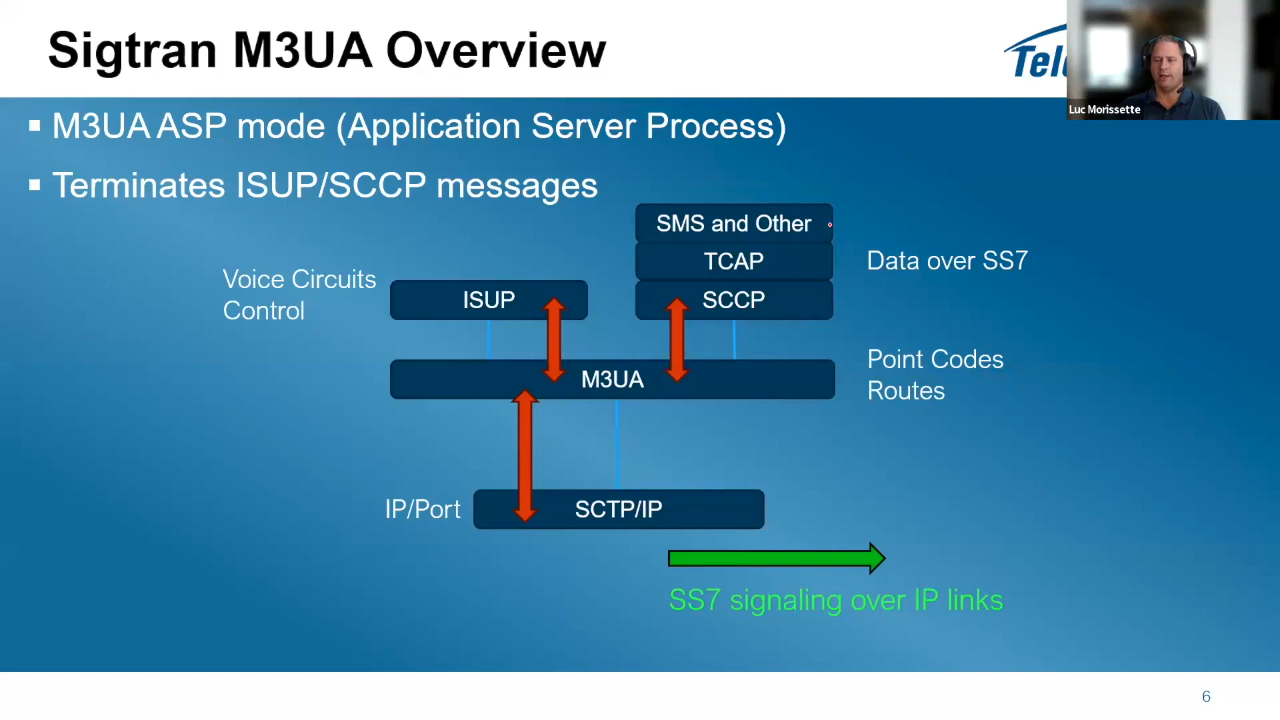 Sigtran M3UA Overview
Luc Morissette
▪ M3UA ASP mode (Application Server Process)
▪ Terminates ISUP/SCCP messages
SMS and Other
TCAP
Data over SS7
Voice Circuits
Control
ISUP
SCCP
M3UA
Point Codes
Routes
IP/Port
SCTP/IP
SS7 signaling over IP links
6